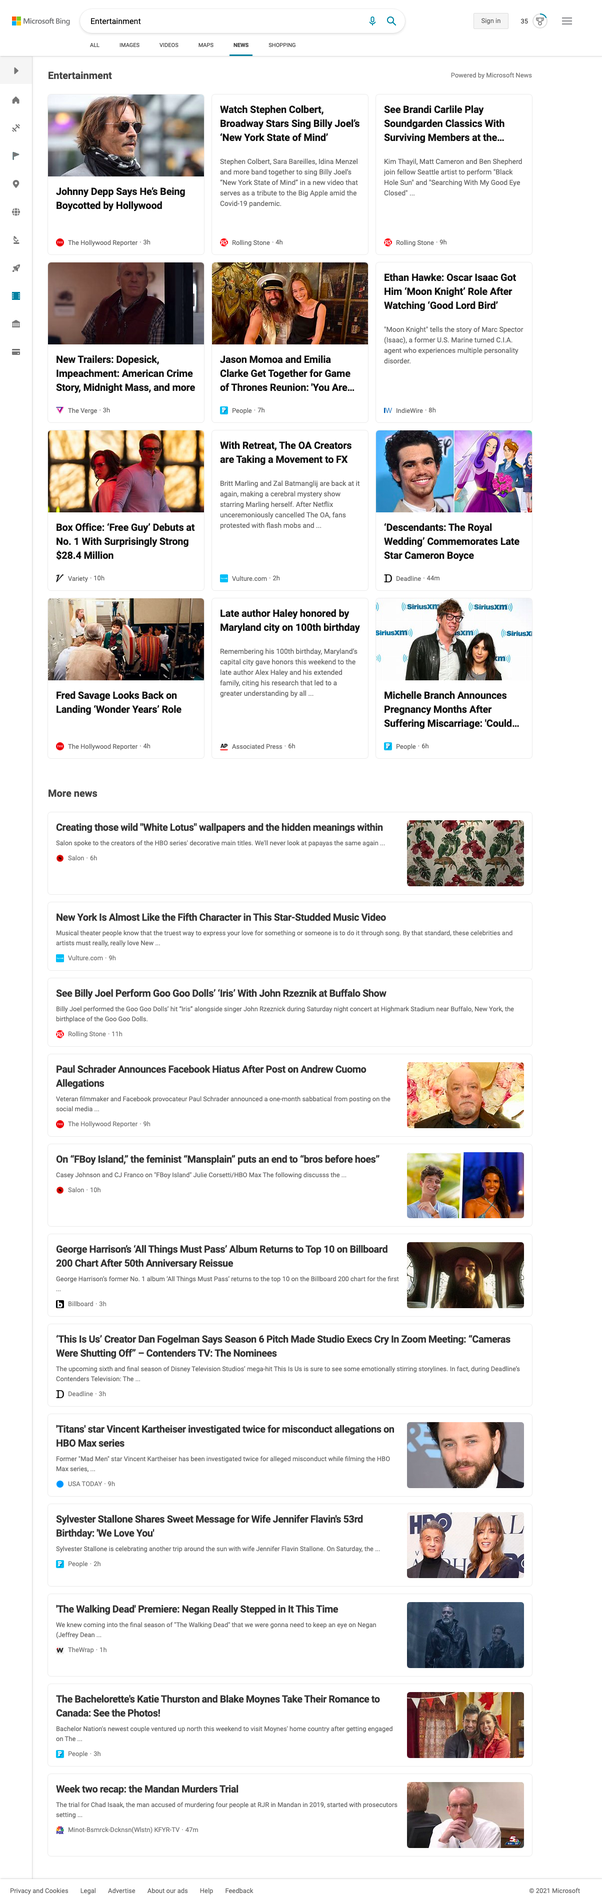 Microsoft Bing
Entertainment
Sign in
35
ALL
IMAGES
VIDEOS
MAPS
NEWS
SHOPPING
Entertainment
Powered by Microsoft News
Johnny Depp Says He's Being
Boycotted by Hollywood
The Hollywood Reporter · 3h
Watch Stephen Colbert,
Broadway Stars Sing Billy Joel's
'New York State of Mind'
Stephen Colbert, Sara Bareilles, Idina Menzel
and more band together to sing Billy Joel's
"New York State of Mind" in a new video that
serves as a tribute to the Big Apple amid the
Covid-19 pandemic.
Rolling Stone · 4h
See Brandi Carlile Play
Soundgarden Classics With
Surviving Members at the...
Kim Thayil, Matt Cameron and Ben Shepherd
join fellow Seattle artist to perform "Black
Hole Sun" and "Searching With My Good Eye
Closed" ...
Rolling Stone · 9h
New Trailers: Dopesick,
Impeachment: American Crime
Story, Midnight Mass, and more
The Verge · 3h
Jason Momoa and Emilia
Clarke Get Together for Game
of Thrones Reunion: 'You Are...
People · 7h
Ethan Hawke: Oscar Isaac Got
Him 'Moon Knight' Role After
Watching 'Good Lord Bird'
"Moon Knight" tells the story of Marc Spector
(Isaac), a former U.S. Marine turned C.I.A.
agent who experiences multiple personality
disorder.
IW
IndieWire · 8h
Box Office: 'Free Guy' Debuts at
No. 1 With Surprisingly Strong
$28.4 Million
Variety · 10h
With Retreat, The OA Creators
are Taking a Movement to FX
Britt Marling and Zal Batmanglij are back at it
again, making a cerebral mystery show
starring Marling herself. After Netflix
unceremoniously cancelled The OA, fans
protested with flash mobs and ...
Vulture.com · 2h
'Descendants: The Royal
Wedding' Commemorates Late
Star Cameron Boyce
Deadline · 44m
Fred Savage Looks Back on
Landing 'Wonder Years' Role
The Hollywood Reporter · 4h
Late author Haley honored by
Maryland city on 100th birthday
Remembering his 100th birthday, Maryland's
capital city gave honors this weekend to the
late author Alex Haley and his extended
family, citing his research that led to a
greater understanding by all ...
AP
Associated Press · 6h
SiriusXM
SiriusXM
SiriusXM
Michelle Branch Announces
Pregnancy Months After
Suffering Miscarriage: 'Could...
People · 6h
More news
Creating those wild "White Lotus" wallpapers and the hidden meanings within
Salon spoke to the creators of the HBO series' decorative main titles. We'll never look at papayas the same again ...
Salon · 6h
New York Is Almost Like the Fifth Character in This Star-Studded Music Video
Musical theater people know that the truest way to express your love for something or someone is to do it through song. By that standard, these celebrities and
artists must really, really love New ...
Vulture.com · 9h
See Billy Joel Perform Goo Goo Dolls' 'Iris' With John Rzeznik at Buffalo Show
Billy Joel performed the Goo Goo Dolls' hit "Iris" alongside singer John Rzeznik during Saturday night concert at Highmark Stadium near Buffalo, New York, the
birthplace of the Goo Goo Dolls.
Rolling Stone · 11h
Paul Schrader Announces Facebook Hiatus After Post on Andrew Cuomo
Allegations
Veteran filmmaker and Facebook provocateur Paul Schrader announced a one-month sabbatical from posting on the
social media ...
The Hollywood Reporter · 9h
On "FBoy Island," the feminist "Mansplain" puts an end to "bros before hoes"
Casey Johnson and CJ Franco on "FBoy Island" Julie Corsetti/HBO Max The following discusss the ...
Salon · 10h
George Harrison's 'All Things Must Pass' Album Returns to Top 10 on Billboard
200 Chart After 50th Anniversary Reissue
George Harrison's former No. 1 album 'All Things Must Pass' returns to the top 10 on the Billboard 200 chart for the first
...
Billboard · 3h
'This Is Us' Creator Dan Fogelman Says Season 6 Pitch Made Studio Execs Cry In Zoom Meeting: "Cameras
Were Shutting Off" – Contenders TV: The Nominees
The upcoming sixth and final season of Disney Television Studios' mega-hit This Is Us is sure to see some emotionally stirring storylines. In fact, during Deadline's
Contenders Television: The ...
Deadline · 3h
'Titans' star Vincent Kartheiser investigated twice for misconduct allegations on
HBO Max series
Former "Mad Men" star Vincent Kartheiser has been investigated twice for alleged misconduct while filming the HBO
Max series, ...
USA TODAY · 9h
Sylvester Stallone Shares Sweet Message for Wife Jennifer Flavin's 53rd
Birthday: 'We Love You'
Sylvester Stallone is celebrating another trip around the sun with wife Jennifer Flavin Stallone. On Saturday, the ...
People · 2h
HBO
'The Walking Dead' Premiere: Negan Really Stepped in It This Time
We knew coming into the final season of "The Walking Dead" that we were gonna need to keep an eye on Negan
(Jeffrey Dean ...
TheWrap · 1h
The Bachelorette's Katie Thurston and Blake Moynes Take Their Romance to
Canada: See the Photos!
Bachelor Nation's newest couple ventured up north this weekend to visit Moynes' home country after getting engaged
on The ...
People · 3h
Week two recap: the Mandan Murders Trial
The trial for Chad Isaak, the man accused of murdering four people at RJR in Mandan in 2019, started with prosecutors
setting ...
Minot-Bsmrck-Dcknsn(Wlstn) KFYR-TV · 47m
Privacy and Cookies
Legal
Advertise
About our ads
Help
Feedback
© 2021 Microsoft